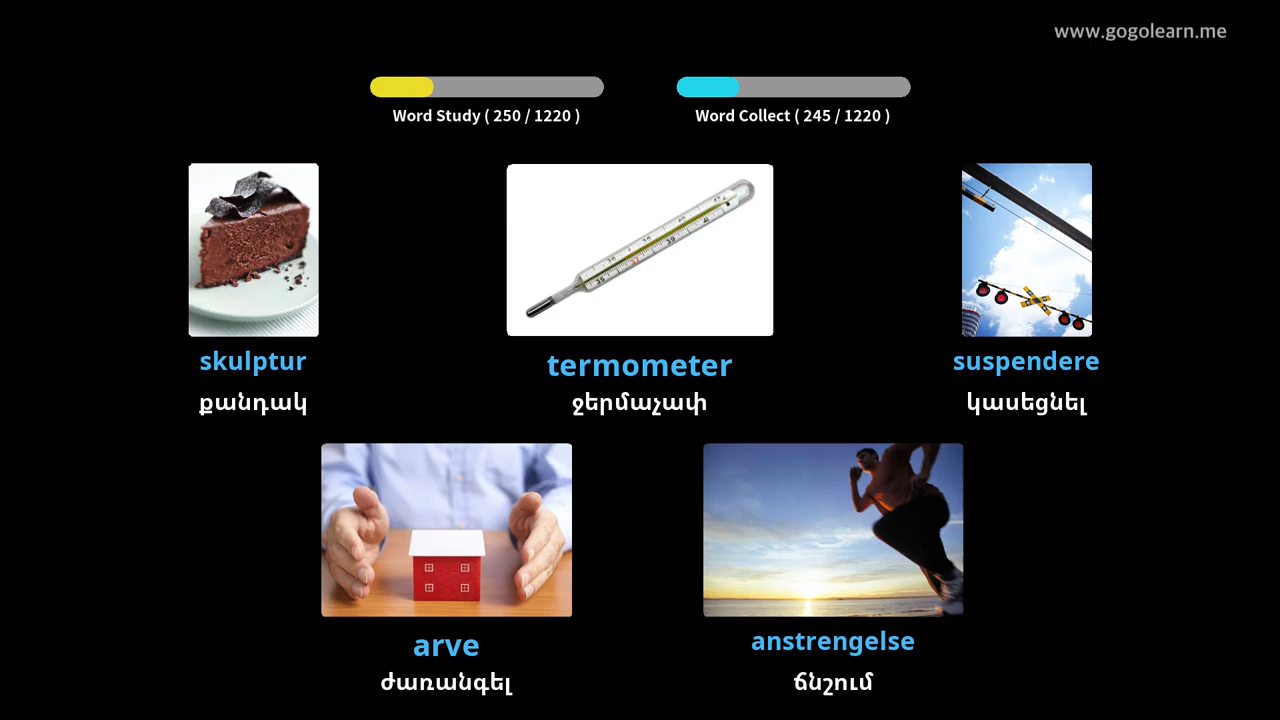 www.gogolearn.me
Word Study ( 250 / 1220 )
Word Collect ( 245 / 1220 )
skulptur
termometer
suspendere
քանդակ
ջերմաչափ
կասեցնել
arve
anstrengelse
ժառանգել
ճնշում